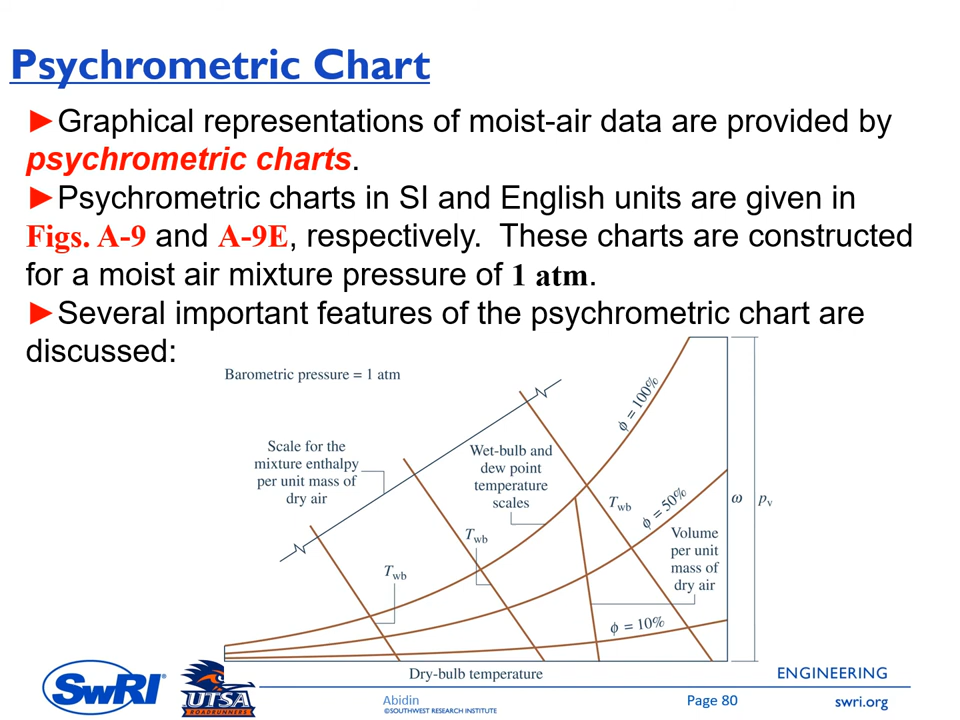 Psychrometric Chart
►Graphical representations of moist-air data are provided by
psychrometric charts.
►Psychrometric charts in SI and English units are given in
Figs. A-9 and A-9E, respectively.  These charts are constructed
for a moist air mixture pressure of 1 atm.
►Several important features of the psychrometric chart are
discussed:
Barometric pressure = 1 atm
Scale for the
mixture enthalpy
per unit mass of
dry air
Wet-bulb and
dew point
temperature
scales
ϕ = 100%
Twb
Twb
Twb
ϕ = 50%
ω
pv
Volume
per unit
mass of
dry air
ϕ = 10%
Dry-bulb temperature
SwRI
UTSA
ROADRUNNERS
Abidin
©SOUTHWEST RESEARCH INSTITUTE
Page 80
ENGINEERING
swri.org